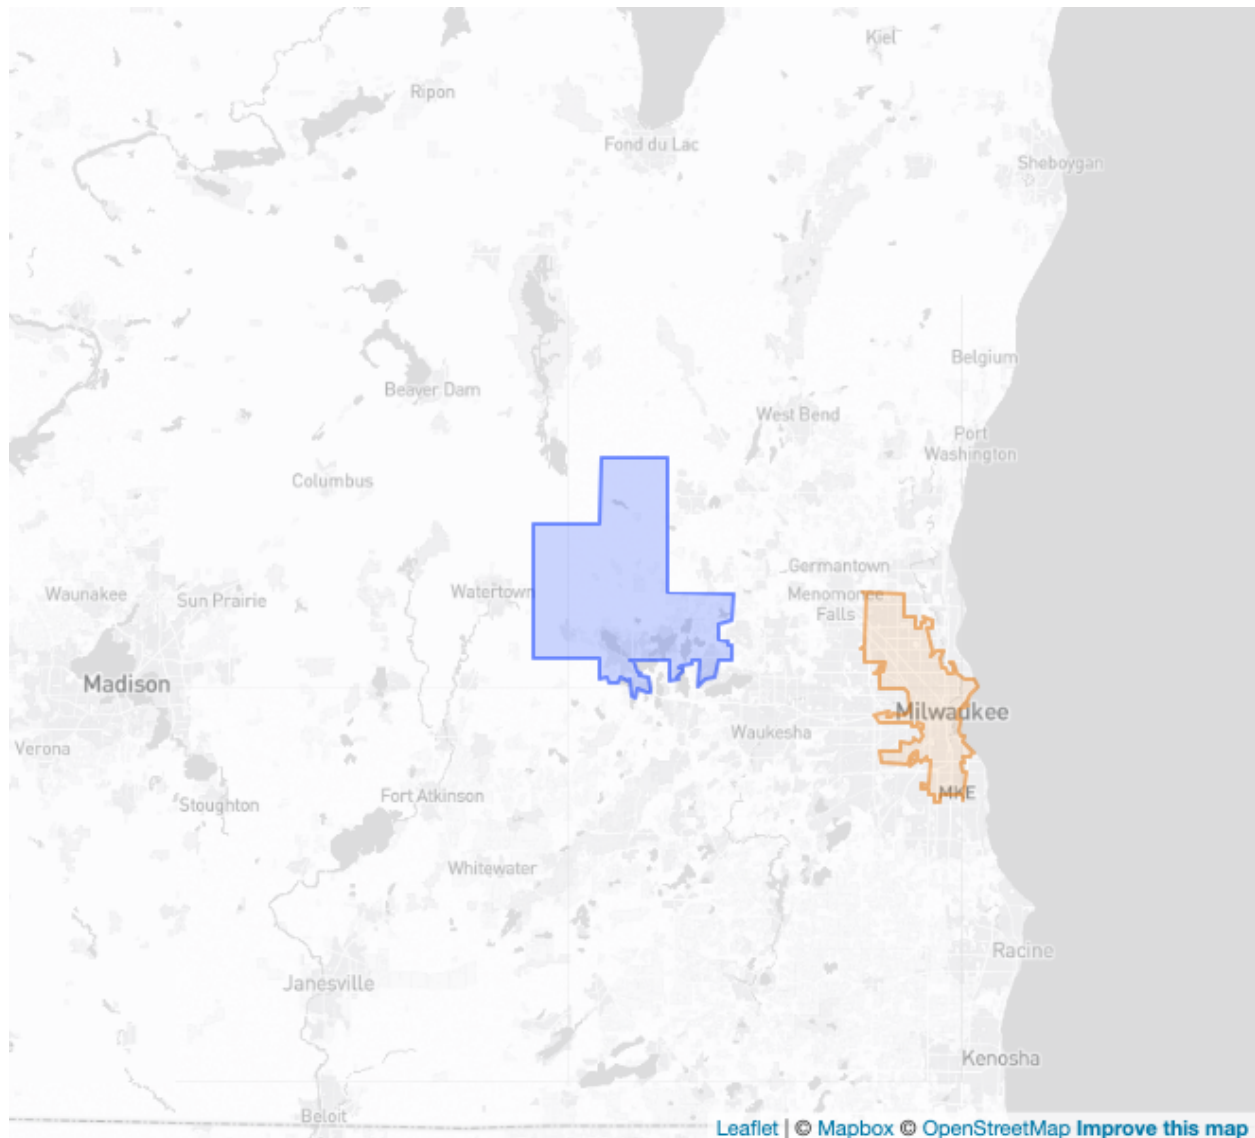 Kiel
Ripon
Fond du Lac
Sheboygan
Belgium
Beaver Dam
West Bend
Port
Washington
Columbus
Germantown
Waunakee
Sun Prairie
Watertown
Menomonee
Falls
Madison
Milwaukee
Waukesha
Verona
Stoughton
Fort Atkinson
MKE
Whitewater
Racine
Janesville
Kenosha
Beloit
Leaflet | © Mapbox © OpenStreetMap Improve this map